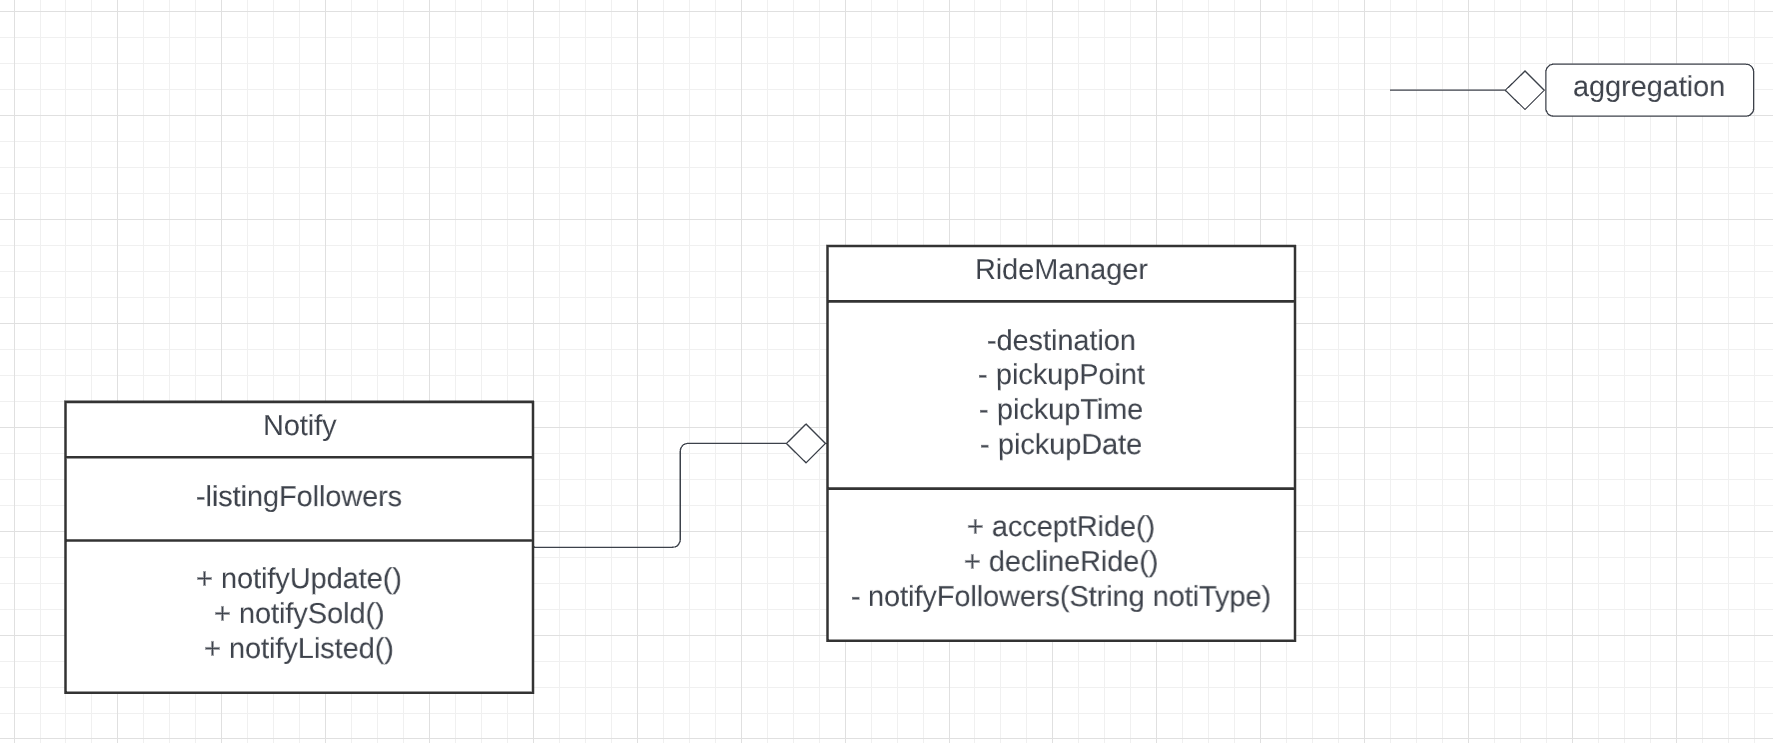 aggregation
RideManager
-destination
- pickupPoint
- pickupTime
- pickupDate
+ acceptRide()
+ declineRide()
- notifyFollowers(String notiType)
Notify
-listingFollowers
+ notifyUpdate()
+ notifySold()
+ notifyListed()